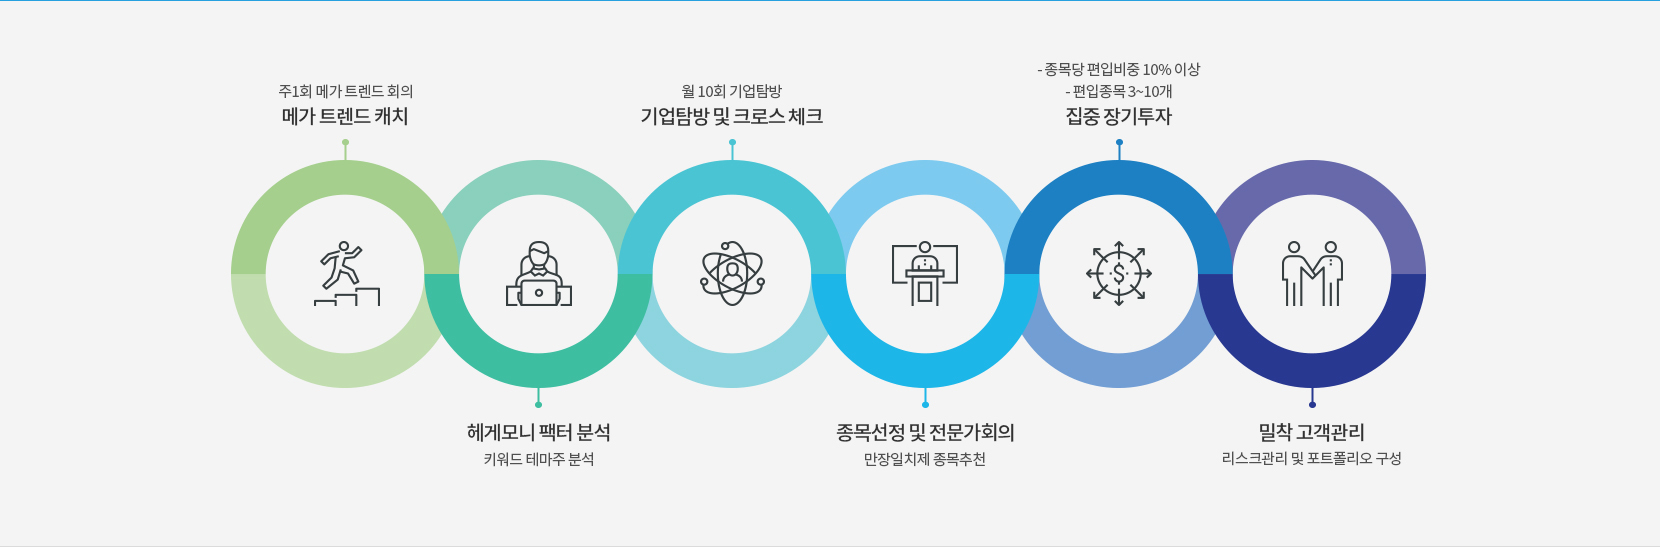 주1회 메가 트렌드 회의
메가 트렌드 캐치
헤게모니 팩터 분석
키워드 테마주 분석
월 10회 기업탐방
기업탐방 및 크로스 체크
종목선정 및 전문가회의
만장일치제 종목추천
- 종목당 편입비중 10% 이상
- 편입종목 3~10개
집중 장기투자
밀착 고객관리
리스크관리 및 포트폴리오 구성